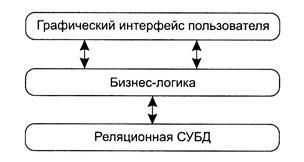 Графический интерфейс пользователя
Бизнес-логика
Реляционная СУБД